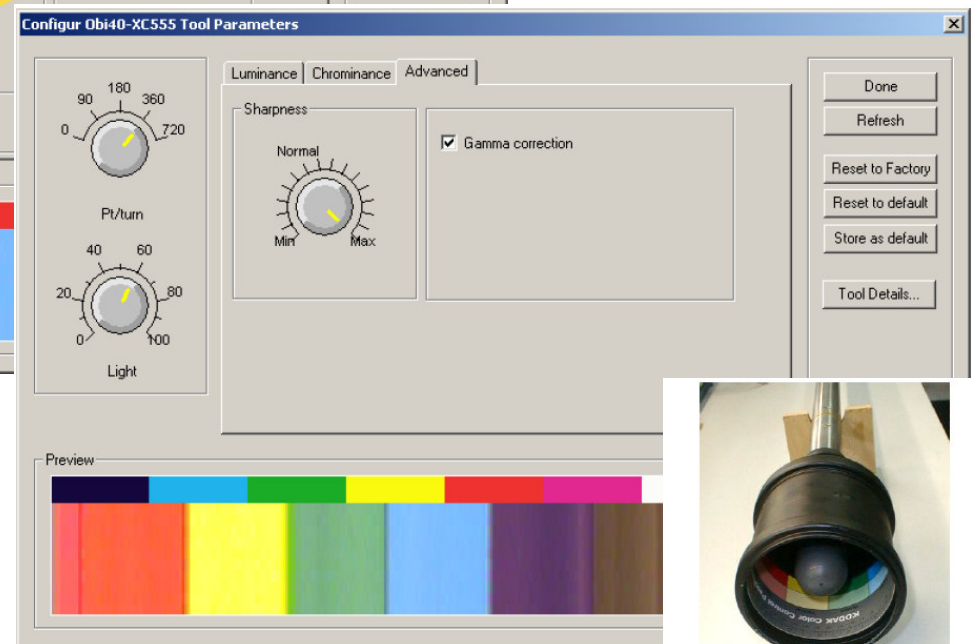 Configur Obi40-XC555 Tool Parameters
0 90 180 360 720
Pt/turn
0 20 40 60 80 100
Light
Luminance Chrominance Advanced
Sharpness
Normal
Min Max
Gamma correction
Done
Refresh
Reset to Factory
Reset to default
Store as default
Tool Details...
Preview
KODAK Color Control